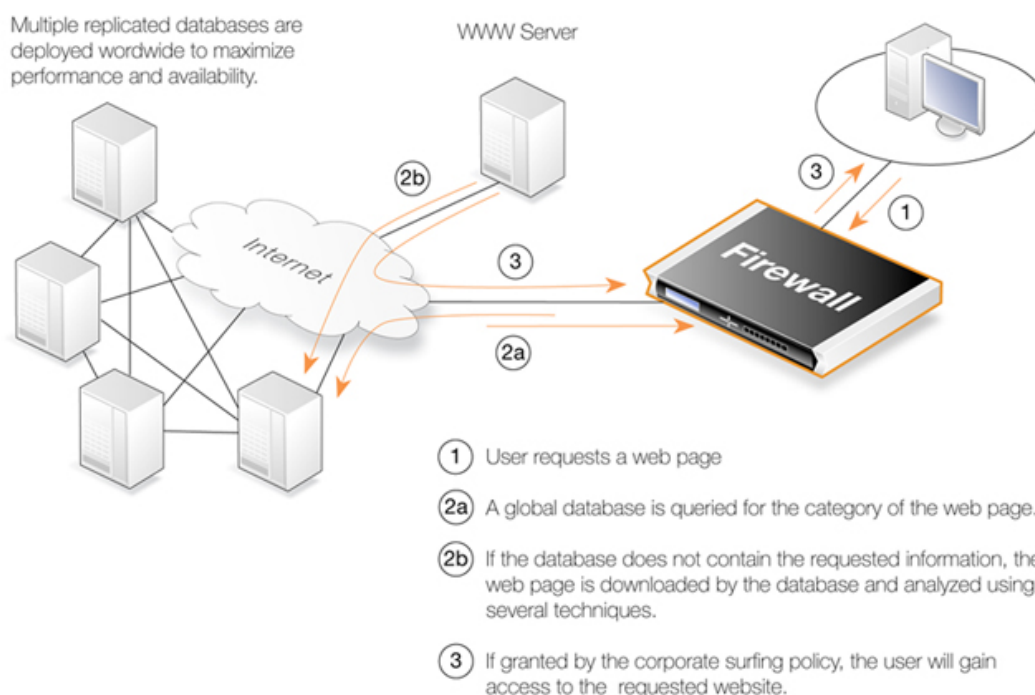 Multiple replicated databases are
deployed wordwide to maximize
performance and availability.
WWW Server
Internet
Firewall
2b
3
1
3
2a
1 User requests a web page
2a A global database is queried for the category of the web page.
2b If the database does not contain the requested information, the
web page is downloaded by the database and analyzed using
several techniques.
3 If granted by the corporate surfing policy, the user will gain
access to the requested website.